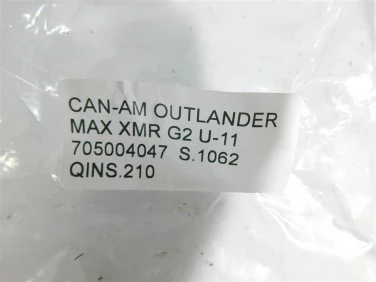 CAN-AM OUTLANDER
MAX XMR G2 U-11
705004047 S.1062
QINS.210